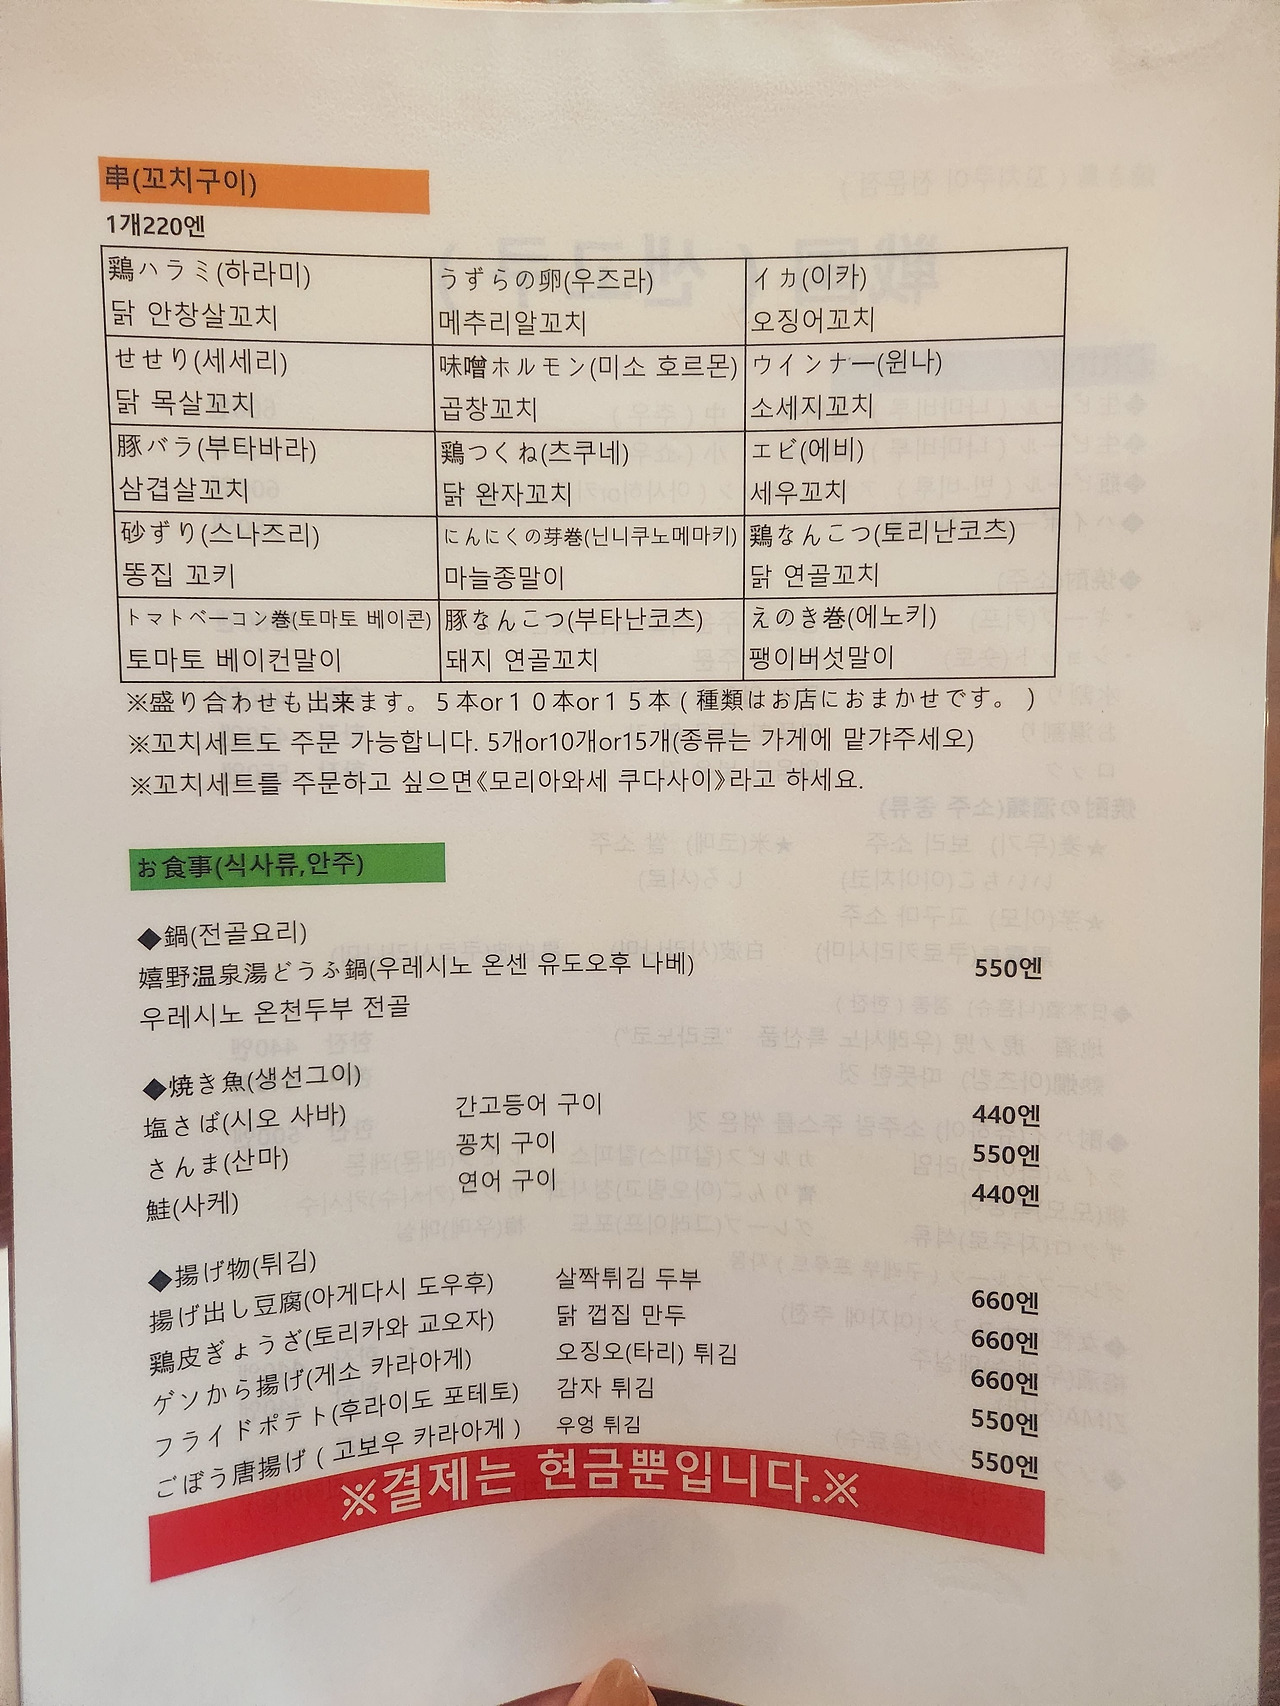 串(꼬치구이)
1개220엔
鶏ハラミ(하라미) うずらの卵(우즈라) イカ(이카)
닭 안창살꼬치 메추리알꼬치 오징어꼬치
せせり(세세리) 味噌ホルモン(미소 호르몬) ウインナー(윈나)
닭 목살꼬치 곱창꼬치 소세지꼬치
豚バラ(부타바라) 鶏つくね(츠쿠네) エビ(에비)
삼겹살꼬치 닭 완자꼬치 새우꼬치
砂ずり(스나즈리) にんにくの芽巻(닌니쿠노메마키) 鶏なんこつ(토리난코츠)
똥집 꼬키 마늘종말이 닭 연골꼬치
トマトベーコン巻(토마토 베이콘) 豚なんこつ(부타난코츠) えのき巻(에노키)
토마토 베이컨말이 돼지 연골꼬치 팽이버섯말이
※盛り合わせも出来ます。５本or１０本or１５本(種類はお店におまかせです。)
※꼬치세트도 주문 가능합니다. 5개or10개or15개(종류는 가게에 맡갸주세오)
※꼬치세트를 주문하고 싶으면《모리아와세 쿠다사이》라고 하세요.
お食事(식사류,안주)
◆鍋(전골요리)
嬉野温泉湯どうふ鍋(우레시노 온센 유도오후 나베) 550엔
우레시노 온천두부 전골
◆焼き魚(생선그이)
塩さば(시오 사바) 간고등어 구이 440엔
さんま(산마) 꽁치 구이 550엔
鮭(사케) 연어 구이 440엔
◆揚げ物(튀김)
揚げ出し豆腐(아게다시 도우후) 살짝튀김 두부 660엔
鶏皮ぎょうざ(토리카와 교오자) 닭 껍집 만두 660엔
ゲソから揚げ(게소 카라아게) 오징오(타리) 튀김 660엔
フライドポテト(후라이도 포테토) 감자 튀김 550엔
ごぼう唐揚げ(고보우 카라아게) 우엉 튀김 550엔
※결제는 현금뿐입니다.※